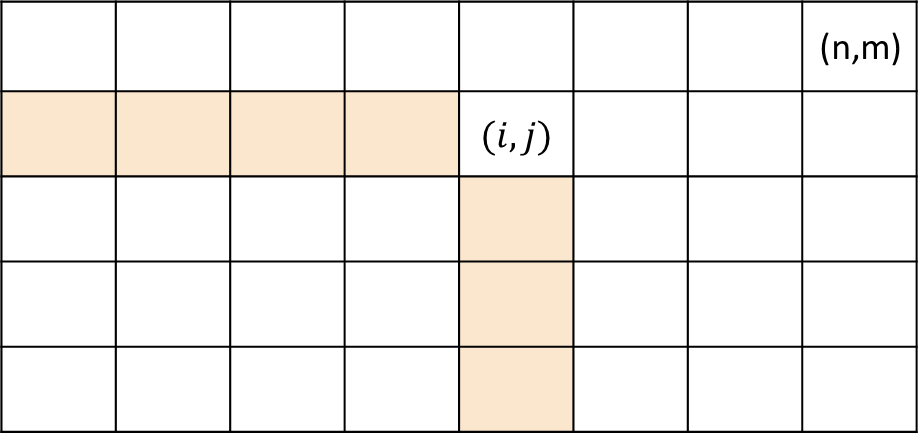 (n,m)
(i, j)